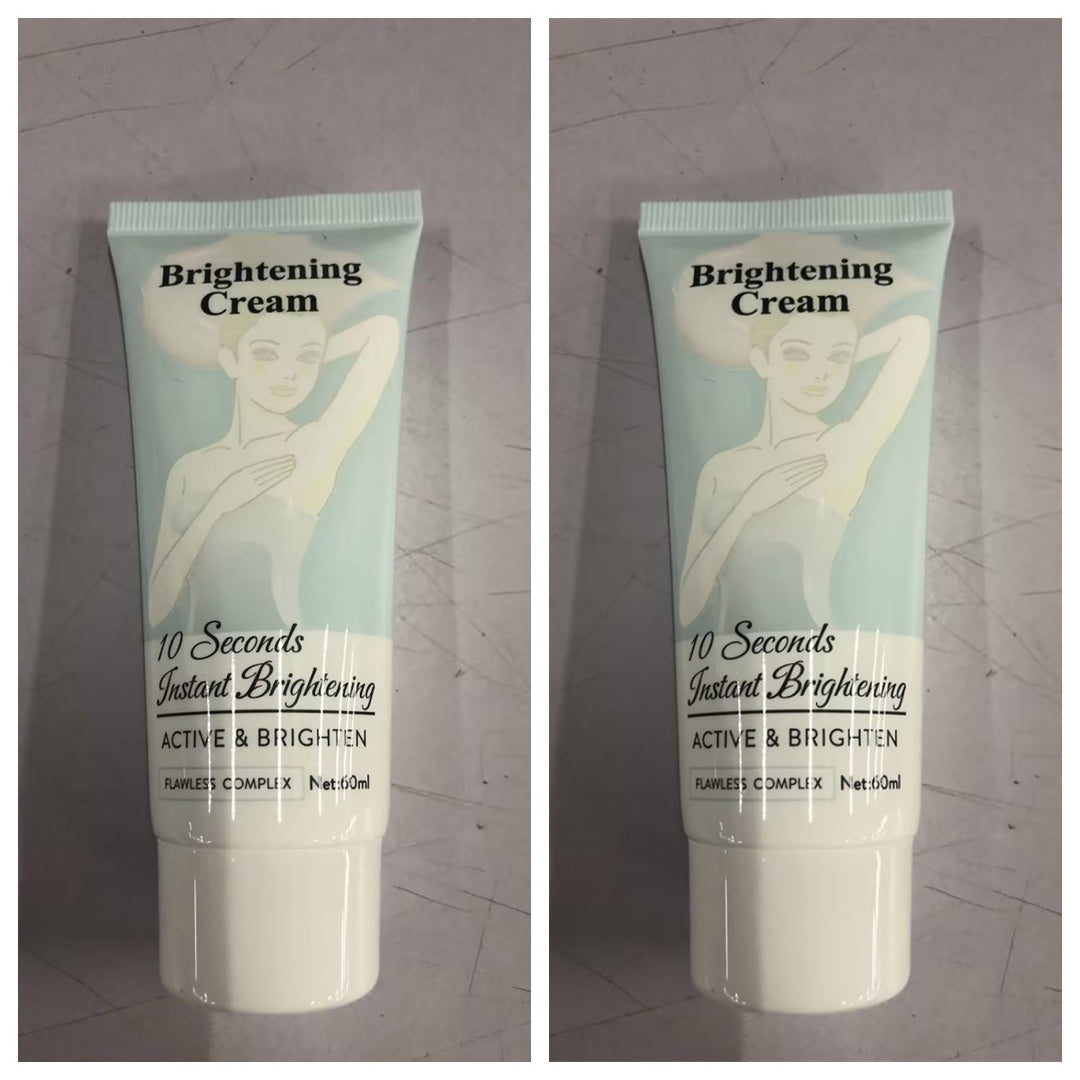 Brightening
Cream
10 Seconds
Instant Brightening
ACTIVE & BRIGHTEN
FLAWLESS COMPLEX Net:60ml
Brightening
Cream
10 Seconds
Instant Brightening
ACTIVE & BRIGHTEN
FLAWLESS COMPLEX Net:60ml